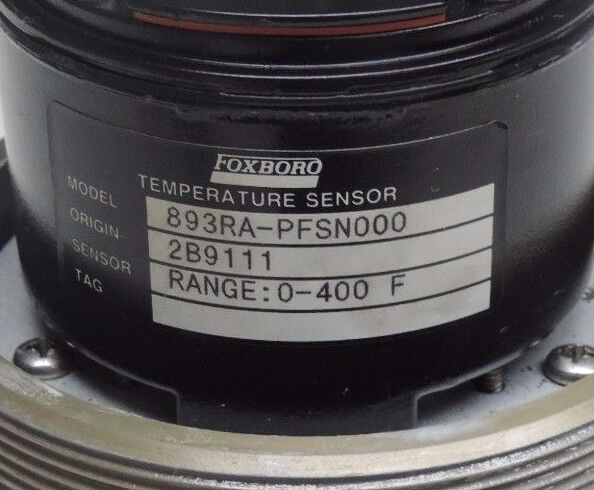 FOXBORO
TEMPERATURE SENSOR
MODEL 893RA-PFSN000
ORIGIN 2B9111
SENSOR RANGE:0-400 F
TAG